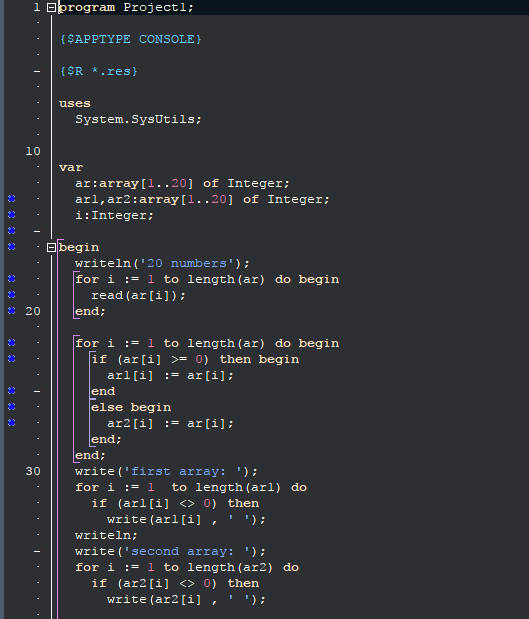 1 program Project1;
{$APPTYPE CONSOLE}
{$R *.res}
uses
System.SysUtils;
10
var
ar:array[1..20] of Integer;
ar1,ar2:array[1..20] of Integer;
i:Integer;
begin
writeln('20 numbers');
for i := 1 to length(ar) do begin
read(ar[i]);
20 end;
for i := 1 to length(ar) do begin
if (ar[i] >= 0) then begin
ar1[i] := ar[i];
end
else begin
ar2[i] := ar[i];
end;
end;
30 write('first array: ');
for i := 1  to length(ar1) do
if (ar1[i] <> 0) then
write(ar1[i] , ' ');
writeln;
write('second array: ');
for i := 1 to length(ar2) do
if (ar2[i] <> 0) then
write(ar2[i] , ' ');